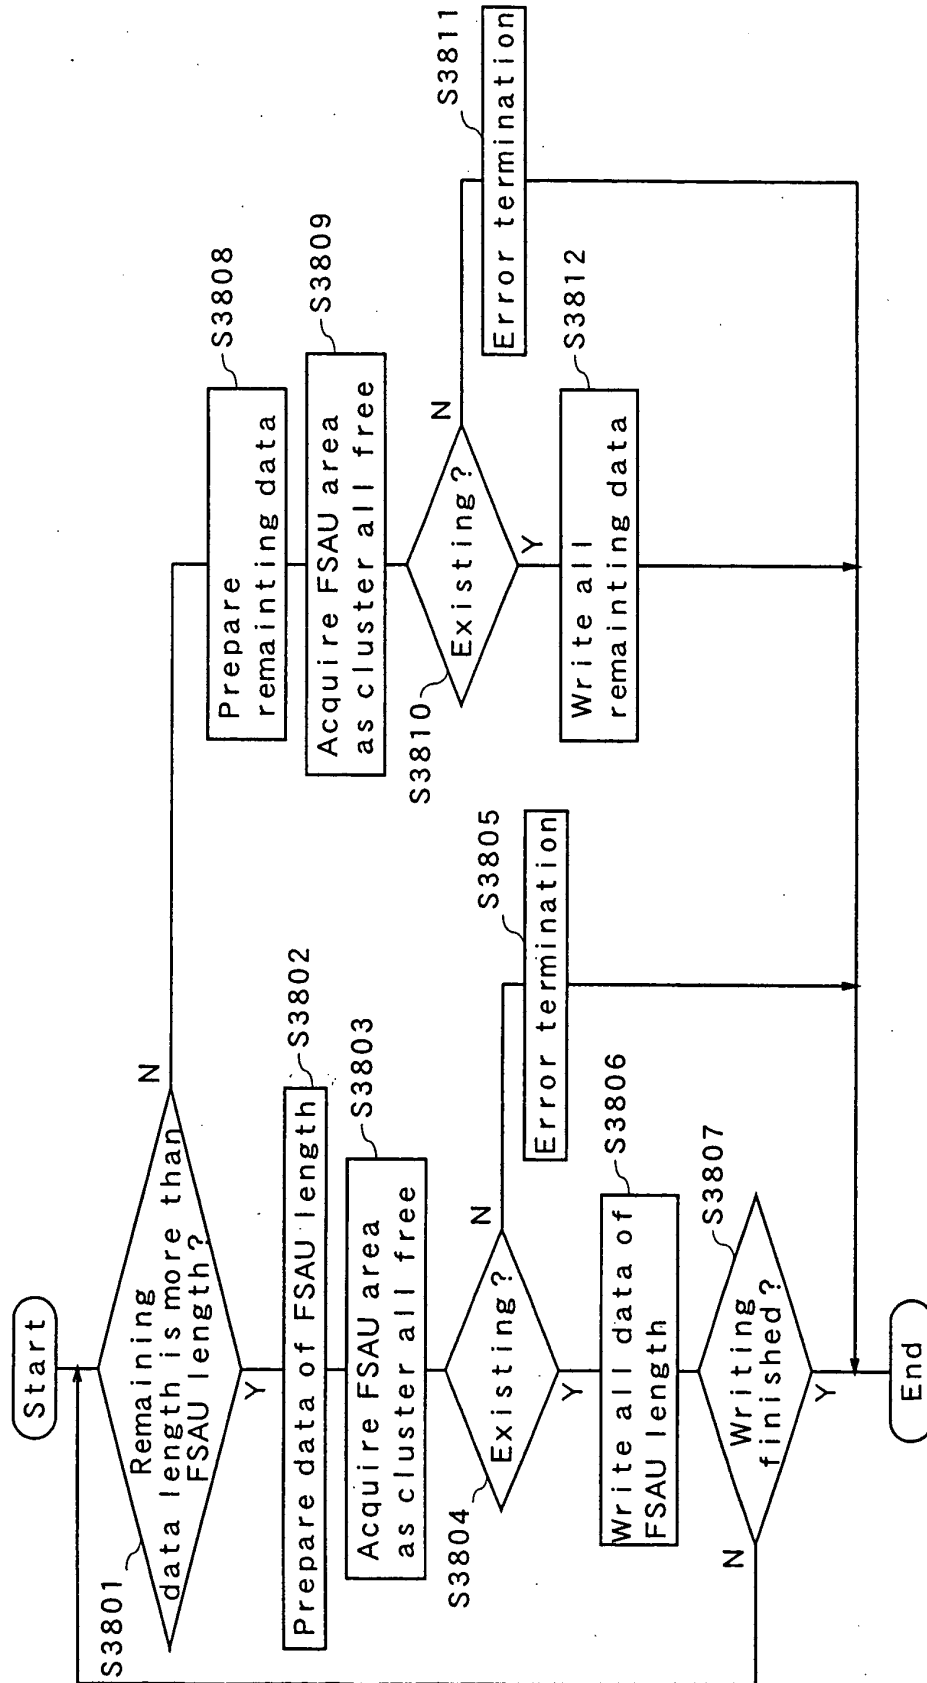 Start
S3801
Remaining
data length is more than
FSAU length?
N
Y
Prepare data of FSAU length
S3802
Acquire FSAU area
as cluster all free
S3803
S3804
Existing?
N
Y
Error termination
S3805
Write all data of
FSAU length
S3806
Writing
finished?
S3807
N
Y
End
Prepare
remainting data
S3808
Acquire FSAU area
as cluster all free
S3809
S3810
Existing?
N
Y
Error termination
S3811
Write all
remainting data
S3812